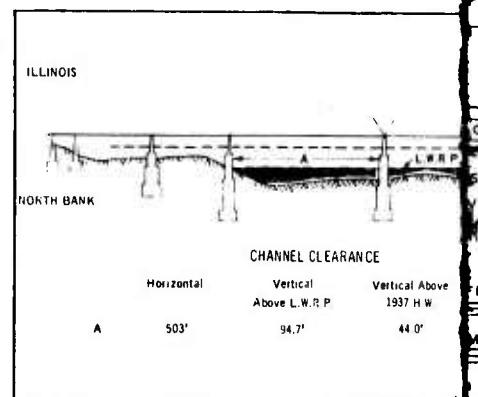 ILLINOIS
A
L.W.R.P.
NORTH BANK
CHANNEL CLEARANCE
Horizontal Vertical Vertical Above
Above L.W.R.P. 1937 H W
A 503' 94.7' 44.0'